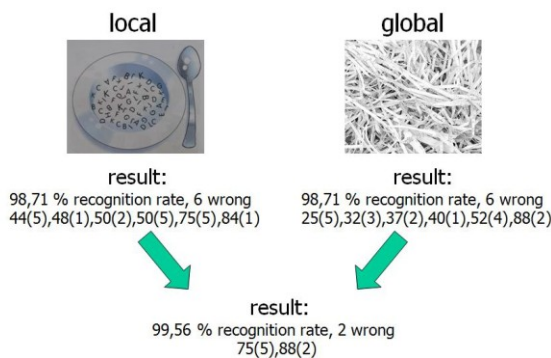 local
global
result:
98,71 % recognition rate, 6 wrong
44(5),48(1),50(2),50(5),75(5),84(1)
result:
98,71 % recognition rate, 6 wrong
25(5),32(3),37(2),40(1),52(4),88(2)
result:
99,56 % recognition rate, 2 wrong
75(5),88(2)